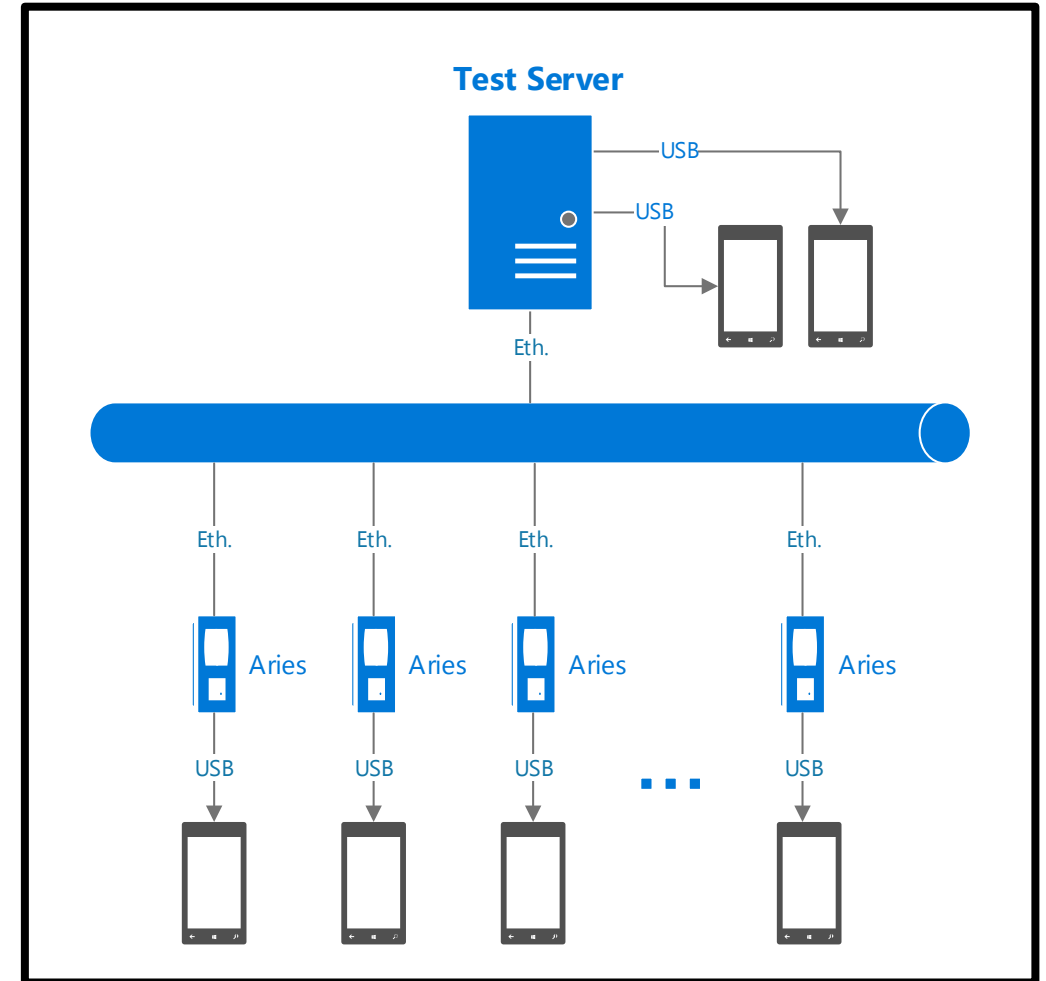 Test Server
USB
USB
Eth.
Eth. Eth. Eth. Eth.
Aries Aries Aries Aries
USB USB USB USB